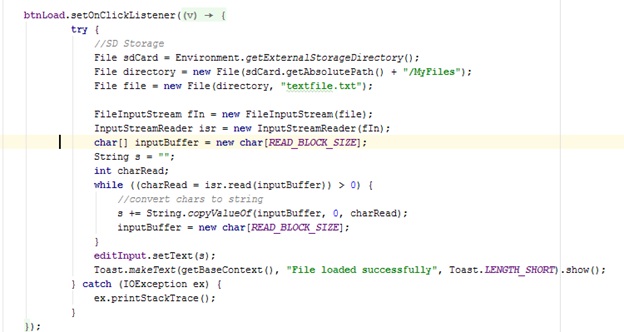 btnLoad.setOnClickListener((v) → {
        try {
            //SD Storage
            File sdCard = Environment.getExternalStorageDirectory();
            File directory = new File(sdCard.getAbsolutePath() + "/MyFiles");
            File file = new File(directory, "textfile.txt");

            FileInputStream fIn = new FileInputStream(file);
            InputStreamReader isr = new InputStreamReader(fIn);
            char[] inputBuffer = new char[READ_BLOCK_SIZE];
            String s = "";
            int charRead;
            while ((charRead = isr.read(inputBuffer)) > 0) {
                //convert chars to string
                s += String.copyValueOf(inputBuffer, 0, charRead);
                inputBuffer = new char[READ_BLOCK_SIZE];
            }
            editInput.setText(s);
            Toast.makeText(getBaseContext(), "File loaded successfully", Toast.LENGTH_SHORT).show();
        } catch (IOException ex) {
            ex.printStackTrace();
        }
});